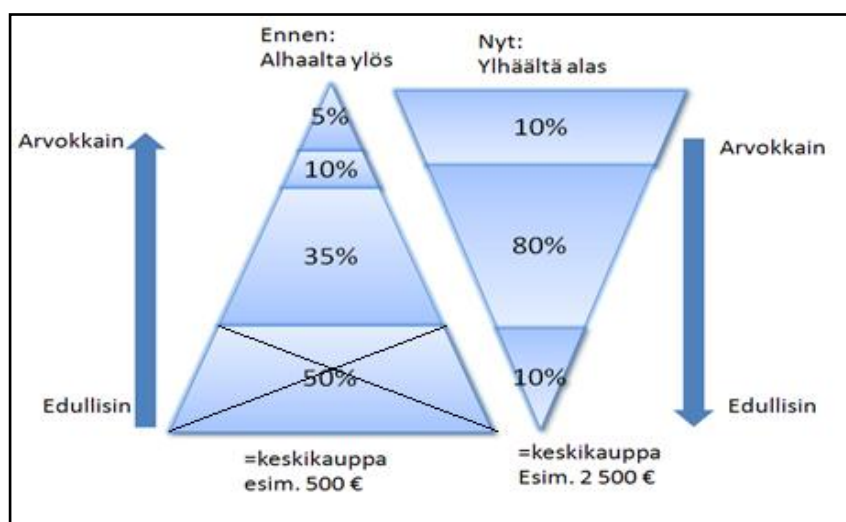 Ennen:
Alhaalta ylös
Nyt:
Ylhäältä alas
5%
10%
35%
50%
10%
80%
10%
Arvokkain
Edullisin
Arvokkain
Edullisin
=keskikauppa
esim. 500 €
=keskikauppa
Esim. 2 500 €